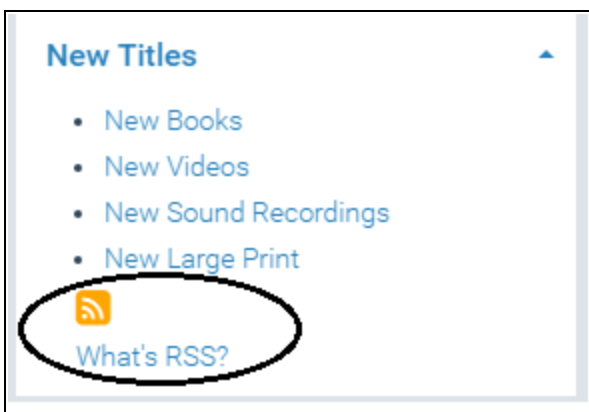 New Titles
New Books
New Videos
New Sound Recordings
New Large Print
What's RSS?